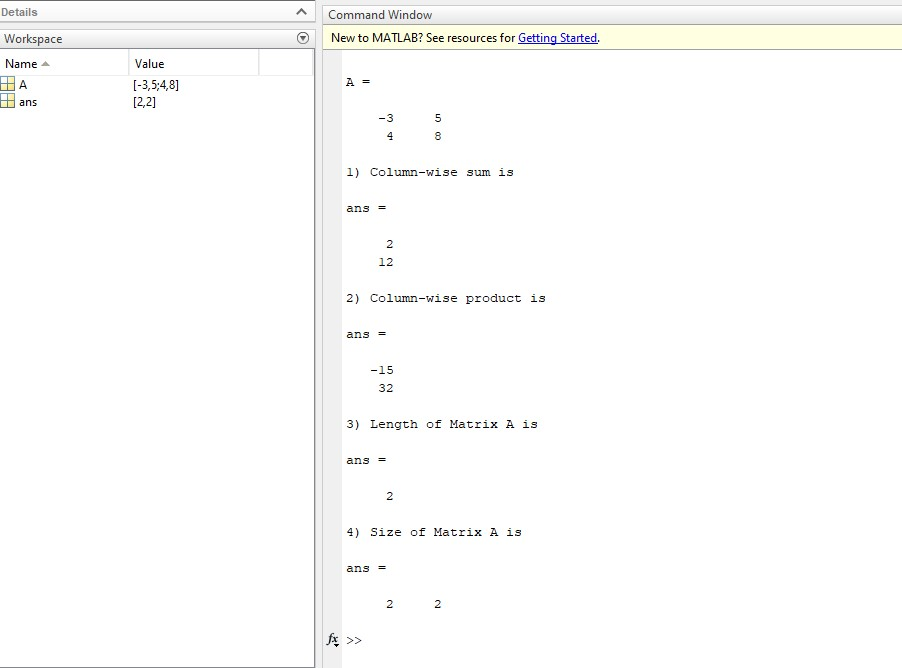 Details
Workspace
Name Value
A [-3,5;4,8]
ans [2,2]
Command Window
New to MATLAB? See resources for Getting Started.
A =
-3 5
4 8
1) Column-wise sum is
ans =
2
12
2) Column-wise product is
ans =
-15
32
3) Length of Matrix A is
ans =
2
4) Size of Matrix A is
ans =
2 2
fx >>